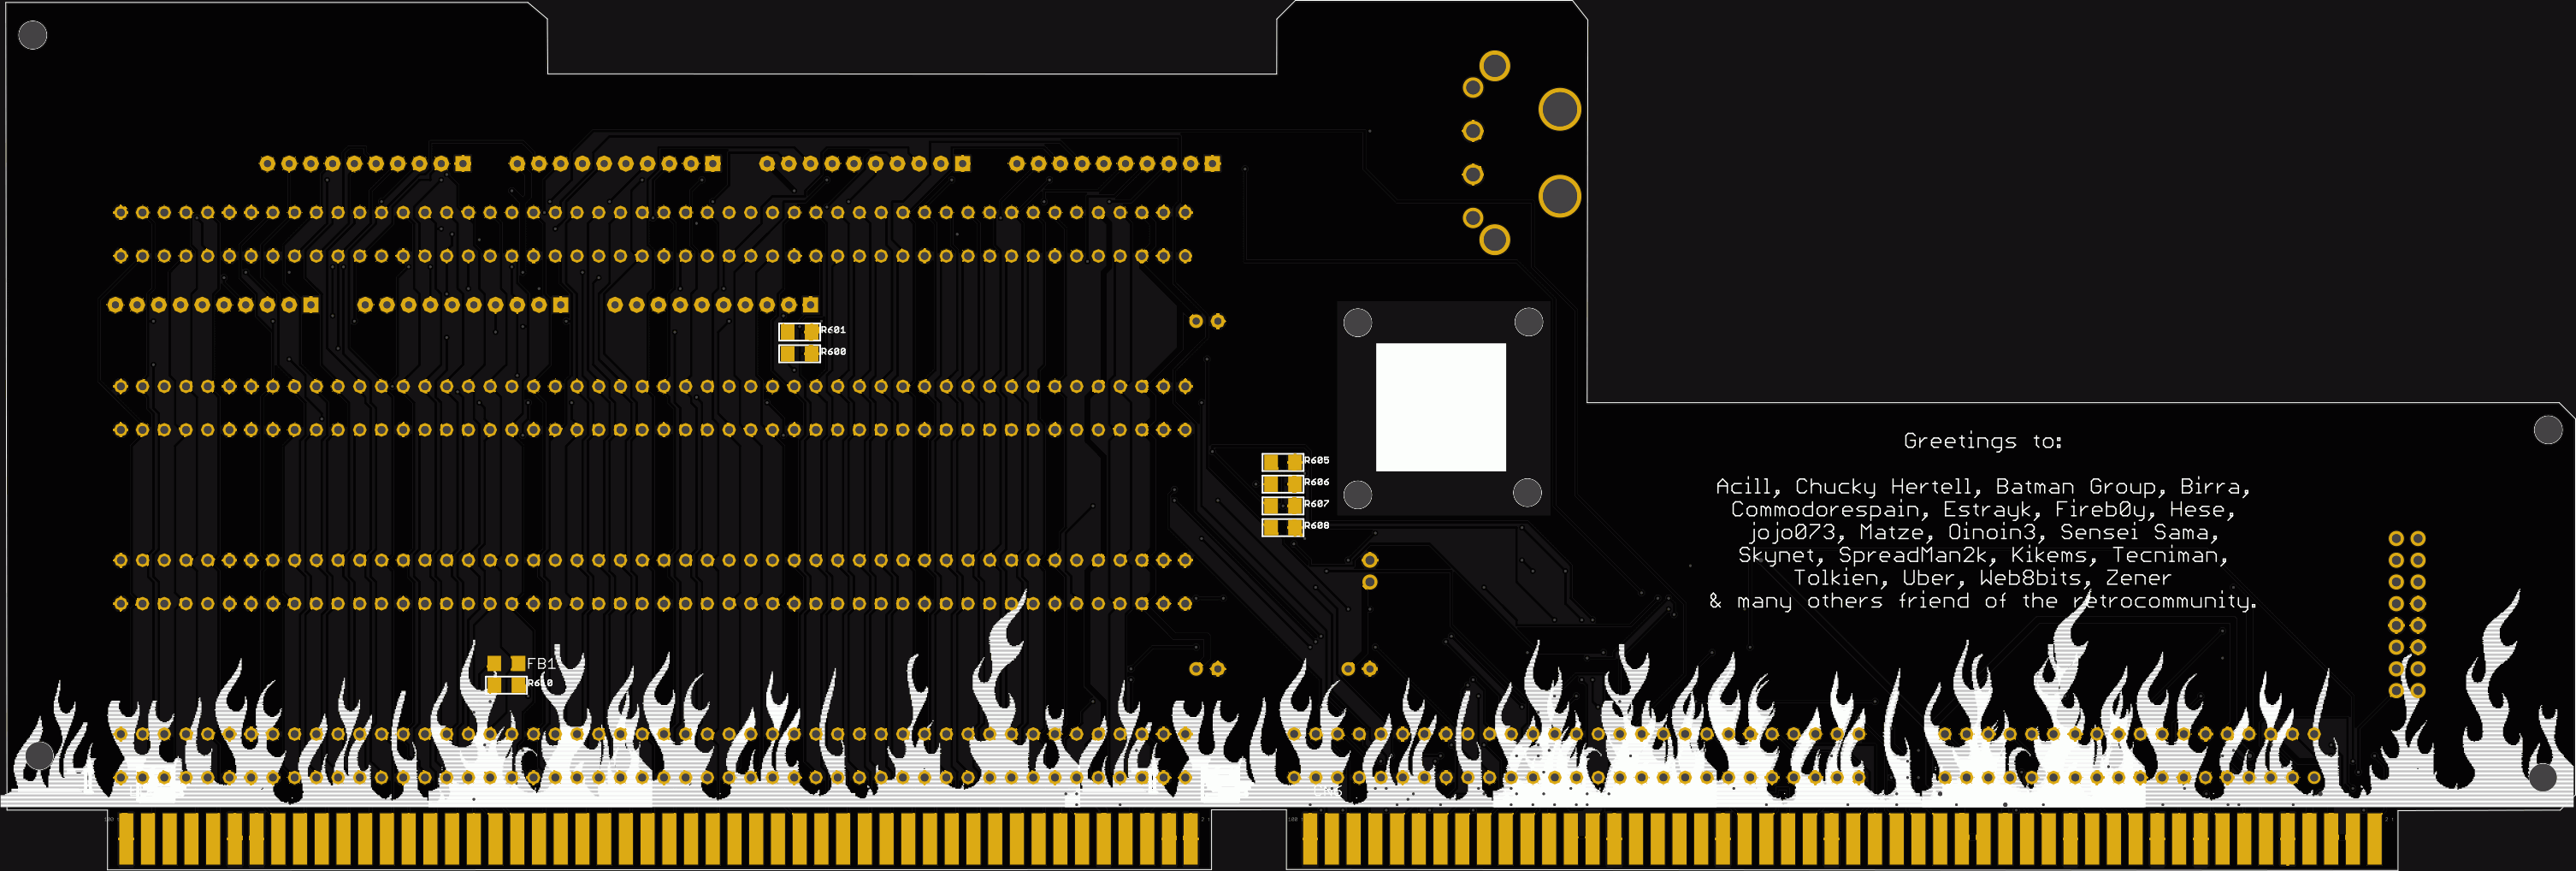 R601
R600
Greetings to:
R605
Acill, Chucky Hertell, Batman Group, Birra,
R606
R607
Commodorespain, Estrayk, Fireb0y, Hese,
R608
jojo073, Matze, Oinoin3, Sensei Sama,
Skynet, SpreadMan2k, Kikems, Tecniman,
Tolkien, Uber, Web8bits, Zener
& many others friend of the retrocommunity.
FB1
R610
100
100